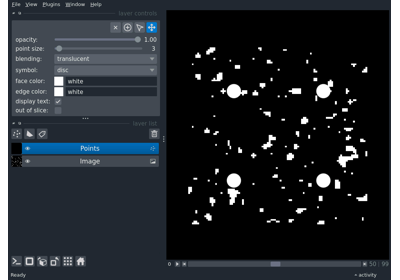 File View Plugins Window Help
layer controls
opacity: 1.00
point size: 3
blending: translucent
symbol: disc
face color: white
edge color: white
display text: ✓
out of slice:
layer list
Points
Image
50 99
Ready
activity